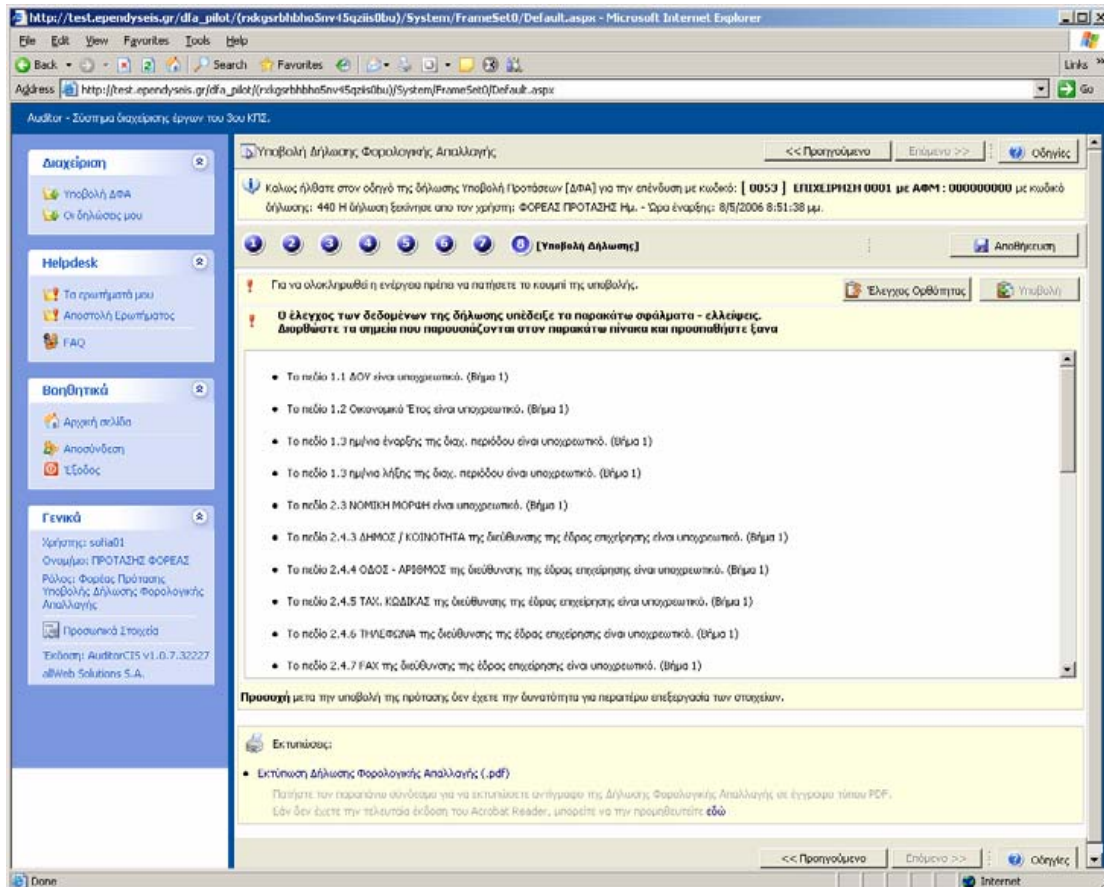 http://test.ependyseis.gr/dfa_pilot/(rxkgsrbhbho5nv45qziis0bu)/System/FrameSet0/Default.aspx - Microsoft Internet Explorer
File Edit View Favorites Tools Help
Back Search Favorites Links
Address http://test.ependyseis.gr/dfa_pilot/(rxkgsrbhbho5nv45qziis0bu)/System/FrameSet0/Default.aspx Go
Auditor - Σύστημα διαχείρισης έργων του 3ου ΚΠΣ.
Διαχείριση
Υποβολή ΔΦΑ
Οι δηλώσεις μου
Helpdesk
Τα ερωτήματά μου
Αποστολή Ερωτήματος
FAQ
Βοηθητικά
Αρχική σελίδα
Αποσύνδεση
Έξοδος
Γενικά
Χρήστης: sofia01
Ονομ/μο: ΠΡΟΤΑΣΗΣ ΦΟΡΕΑΣ
Ρόλος: Φορέας Πρότασης
Υποβολής Δήλωσης Φορολογικής
Απαλλαγής
Προσωπικά Στοιχεία
Έκδοση: AuditorCIS v1.0.7.32227
allWeb Solutions S.A.
Υποβολή Δήλωσης Φορολογικής Απαλλαγής
<< Προηγούμενο Επόμενο >> Οδηγίες
Καλως ήλθατε στον οδηγό της δήλωσης Υποβολή Προτάσεων [ΔΦΑ] για την επένδυση με κωδικό: [ 0053 ] ΕΠΙΧΕΙΡΗΣΗ 0001 με ΑΦΜ : 000000000 με κωδικό
δήλωσης: 440 Η δήλωση ξεκίνησε απο τον χρήστη: ΦΟΡΕΑΣ ΠΡΟΤΑΣΗΣ Ημ. - Ώρα έναρξης: 8/5/2006 8:51:38 μμ.
1 2 3 4 5 6 7 8 [Υποβολή Δήλωσης] Αποθήκευση
Για να ολοκληρωθεί η ενέργεια πρέπει να πατήσετε το κουμπί της υποβολής.
Έλεγχος Ορθότητας Υποβολή
Ο έλεγχος των δεδομένων της δήλωσης υπέδειξε τα παρακάτω σφάλματα - ελλείψεις.
Διορθώστε τα σημεία που παρουσιάζονται στον παρακάτω πίνακα και προσπαθήστε ξανα
• Το πεδίο 1.1 ΔΟΥ είναι υποχρεωτικό. (Βήμα 1)
• Το πεδίο 1.2 Οικονομικό Έτος είναι υποχρεωτικό. (Βήμα 1)
• Το πεδίο 1.3 ημ/νια έναρξης της διαχ. περιόδου είναι υποχρεωτικό. (Βήμα 1)
• Το πεδίο 1.3 ημ/νια λήξης της διαχ. περιόδου είναι υποχρεωτικό. (Βήμα 1)
• Το πεδίο 2.3 ΝΟΜΙΚΗ ΜΟΡΦΗ είναι υποχρεωτικό. (Βήμα 1)
• Το πεδίο 2.4.3 ΔΗΜΟΣ / ΚΟΙΝΟΤΗΤΑ της διεύθυνσης της έδρας επιχείρησης είναι υποχρεωτικό. (Βήμα 1)
• Το πεδίο 2.4.4 ΟΔΟΣ - ΑΡΙΘΜΟΣ της διεύθυνσης της έδρας επιχείρησης είναι υποχρεωτικό. (Βήμα 1)
• Το πεδίο 2.4.5 ΤΑΧ. ΚΩΔΙΚΑΣ της διεύθυνσης της έδρας επιχείρησης είναι υποχρεωτικό. (Βήμα 1)
• Το πεδίο 2.4.6 ΤΗΛΕΦΩΝΑ της διεύθυνσης της έδρας επιχείρησης είναι υποχρεωτικό. (Βήμα 1)
• Το πεδίο 2.4.7 FAX της διεύθυνσης της έδρας επιχείρησης είναι υποχρεωτικό. (Βήμα 1)
Προσοχή μετα την υποβολή της πρότασης δεν έχετε την δυνατότητα για περαιτέρω επεξεργασία των στοιχείων.
Εκτυπώσεις:
• Εκτύπωση Δήλωσης Φορολογικής Απαλλαγής (.pdf)
Πατήστε τον παραπάνω σύνδεσμο για να εκτυπώσετε αντίγραφο της Δήλωσης Φορολογικής Απαλλαγής σε έγγραφο τύπου PDF.
Εάν δεν έχετε την τελευταία έκδοση του Acrobat Reader, μπορείτε να την προμηθευτείτε εδώ
<< Προηγούμενο Επόμενο >> Οδηγίες
Done Internet